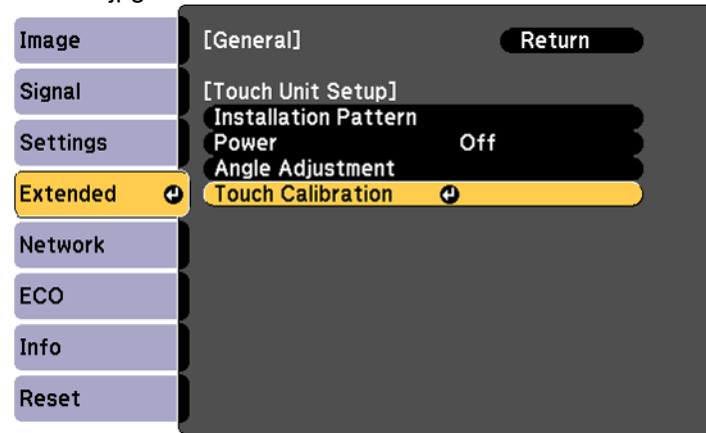 Image
Signal
Settings
Extended
Network
ECO
Info
Reset
[General] Return
[Touch Unit Setup]
Installation Pattern
Power Off
Angle Adjustment
Touch Calibration